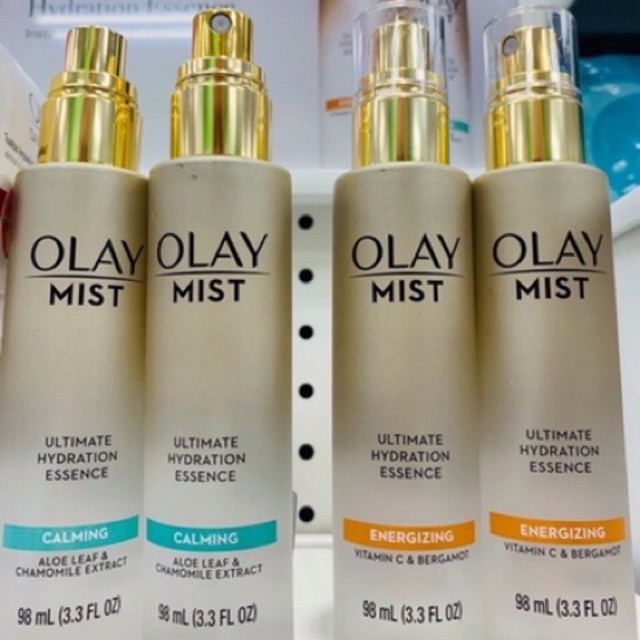 Hydration Essence
OLAY
MIST
ULTIMATE
HYDRATION
ESSENCE
CALMING
ALOE LEAF &
CHAMOMILE EXTRACT
98 mL (3.3 FL OZ)
OLAY
MIST
ULTIMATE
HYDRATION
ESSENCE
CALMING
ALOE LEAF &
CHAMOMILE EXTRACT
98 mL (3.3 FL OZ)
OLAY
MIST
ULTIMATE
HYDRATION
ESSENCE
ENERGIZING
VITAMIN C & BERGAMOT
98 mL (3.3 FL OZ)
OLAY
MIST
ULTIMATE
HYDRATION
ESSENCE
ENERGIZING
VITAMIN C & BERGAMOT
98 mL (3.3 FL OZ)